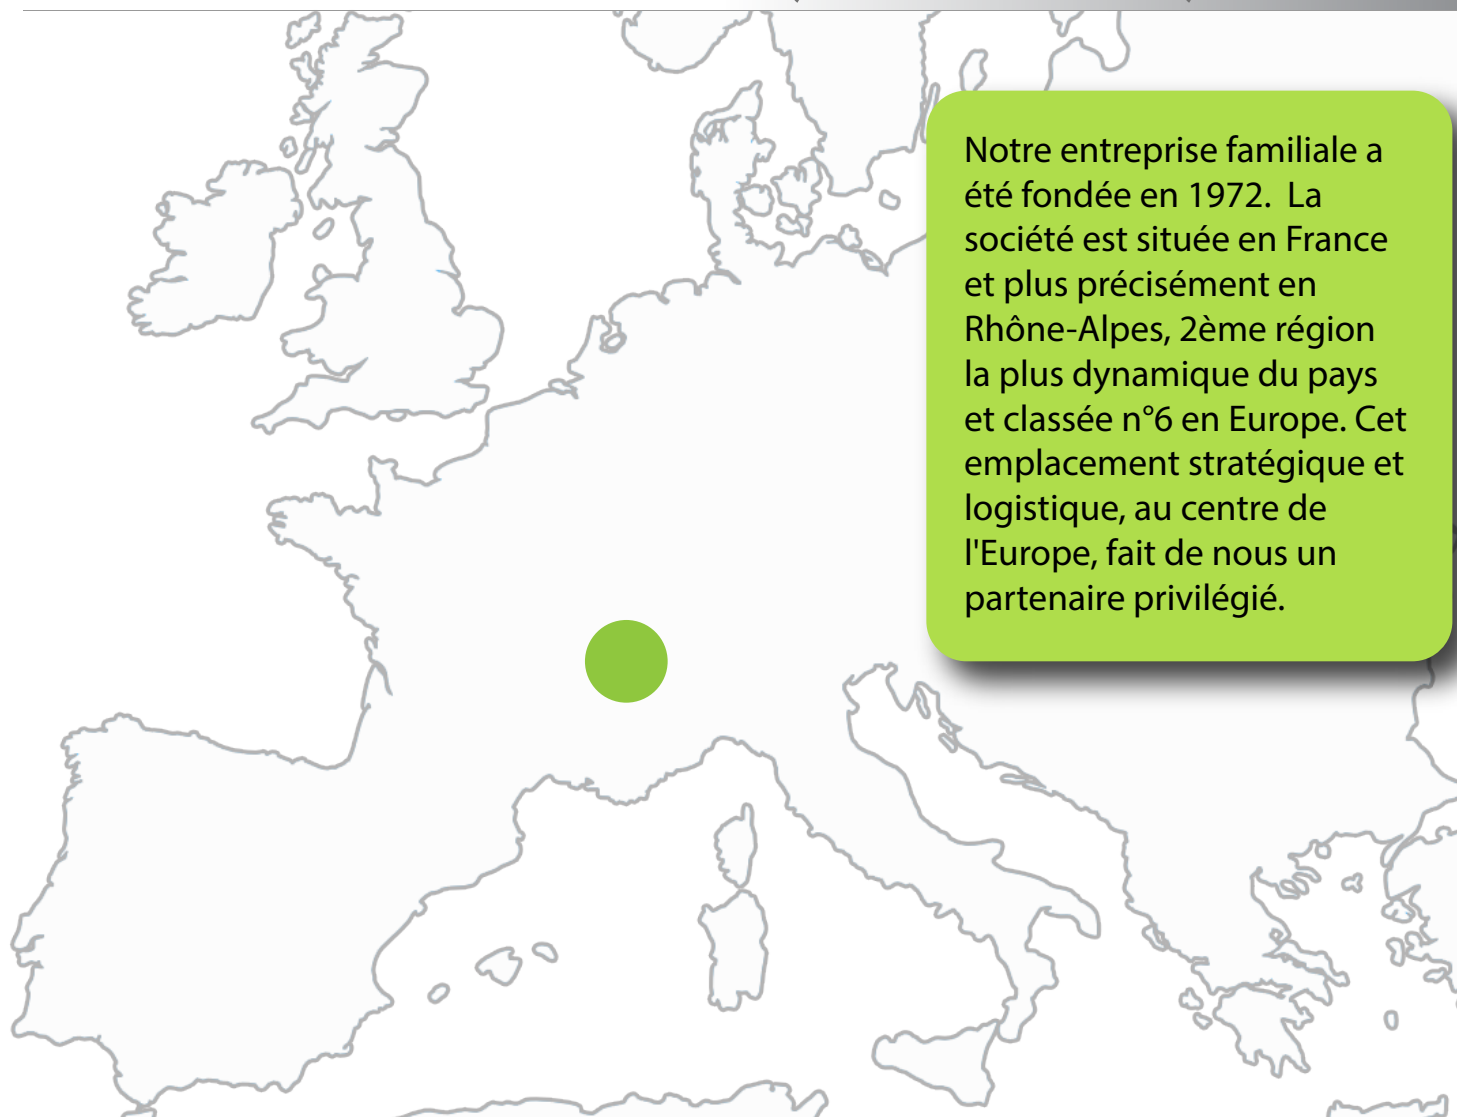 Notre entreprise familiale a
été fondée en 1972.  La
société est située en France
et plus précisément en
Rhône-Alpes, 2ème région
la plus dynamique du pays
et classée n°6 en Europe. Cet
emplacement stratégique et
logistique, au centre de
l'Europe, fait de nous un
partenaire privilégié.